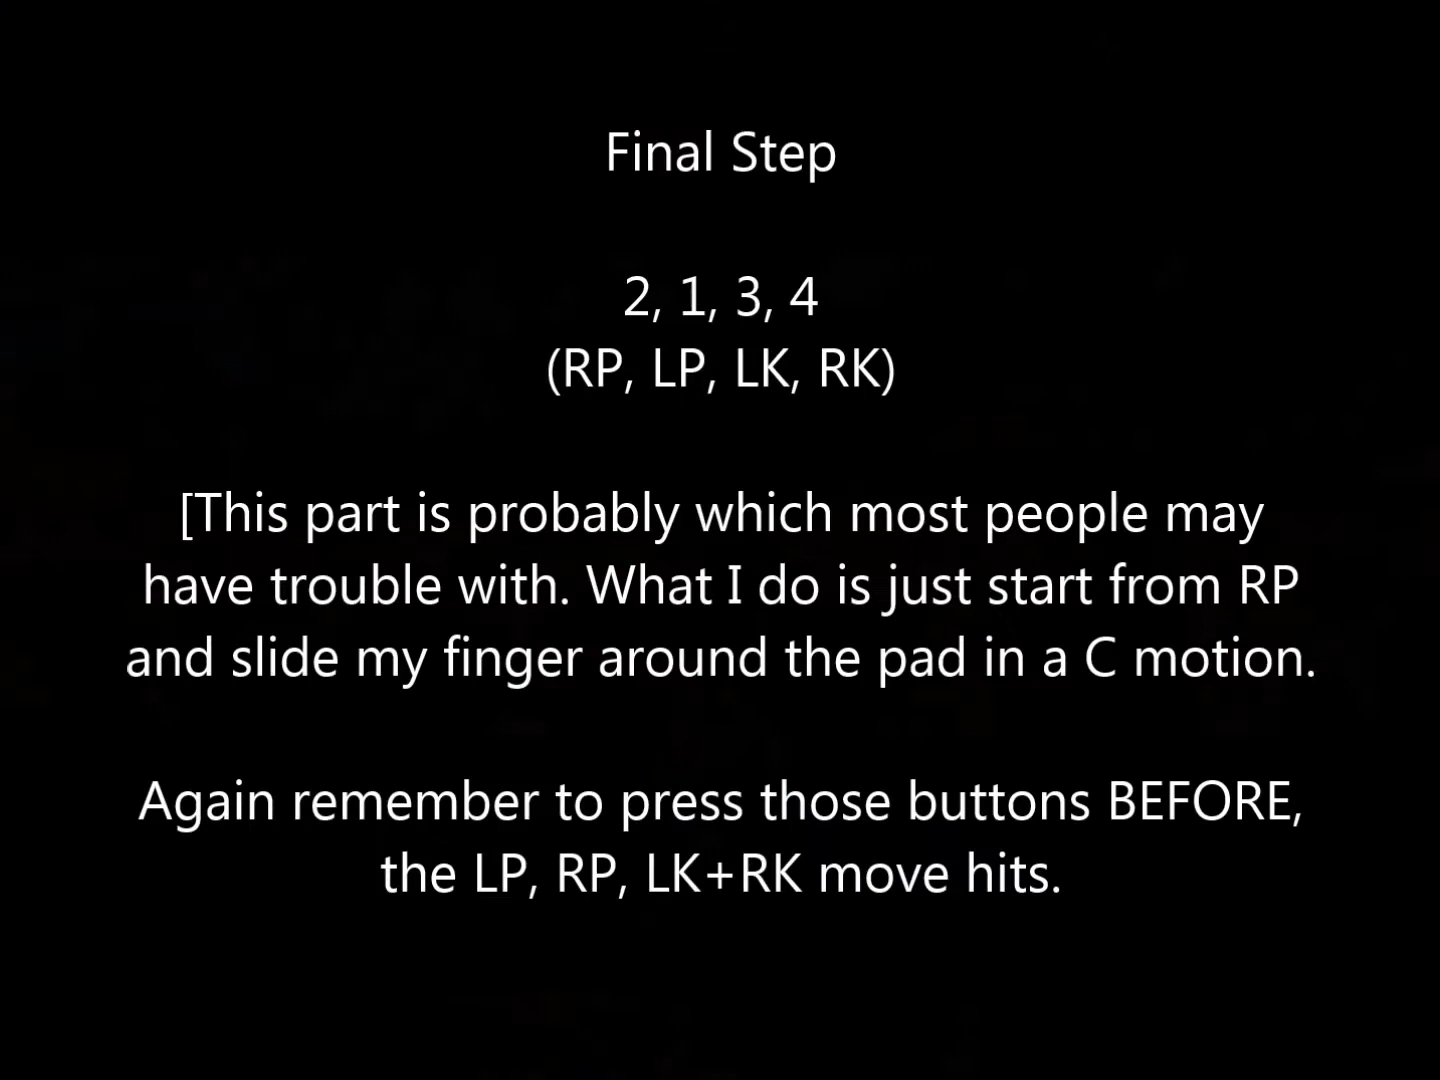 Final Step
2, 1, 3, 4
(RP, LP, LK, RK)
[This part is probably which most people may
have trouble with. What I do is just start from RP
and slide my finger around the pad in a C motion.
Again remember to press those buttons BEFORE,
the LP, RP, LK+RK move hits.